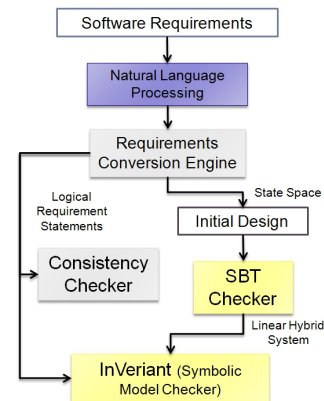 Software Requirements
Natural Language
Processing
Requirements
Conversion Engine
Logical
Requirement
Statements
State Space
Initial Design
Consistency
Checker
SBT
Checker
Linear Hybrid
System
InVeriant (Symbolic
Model Checker)